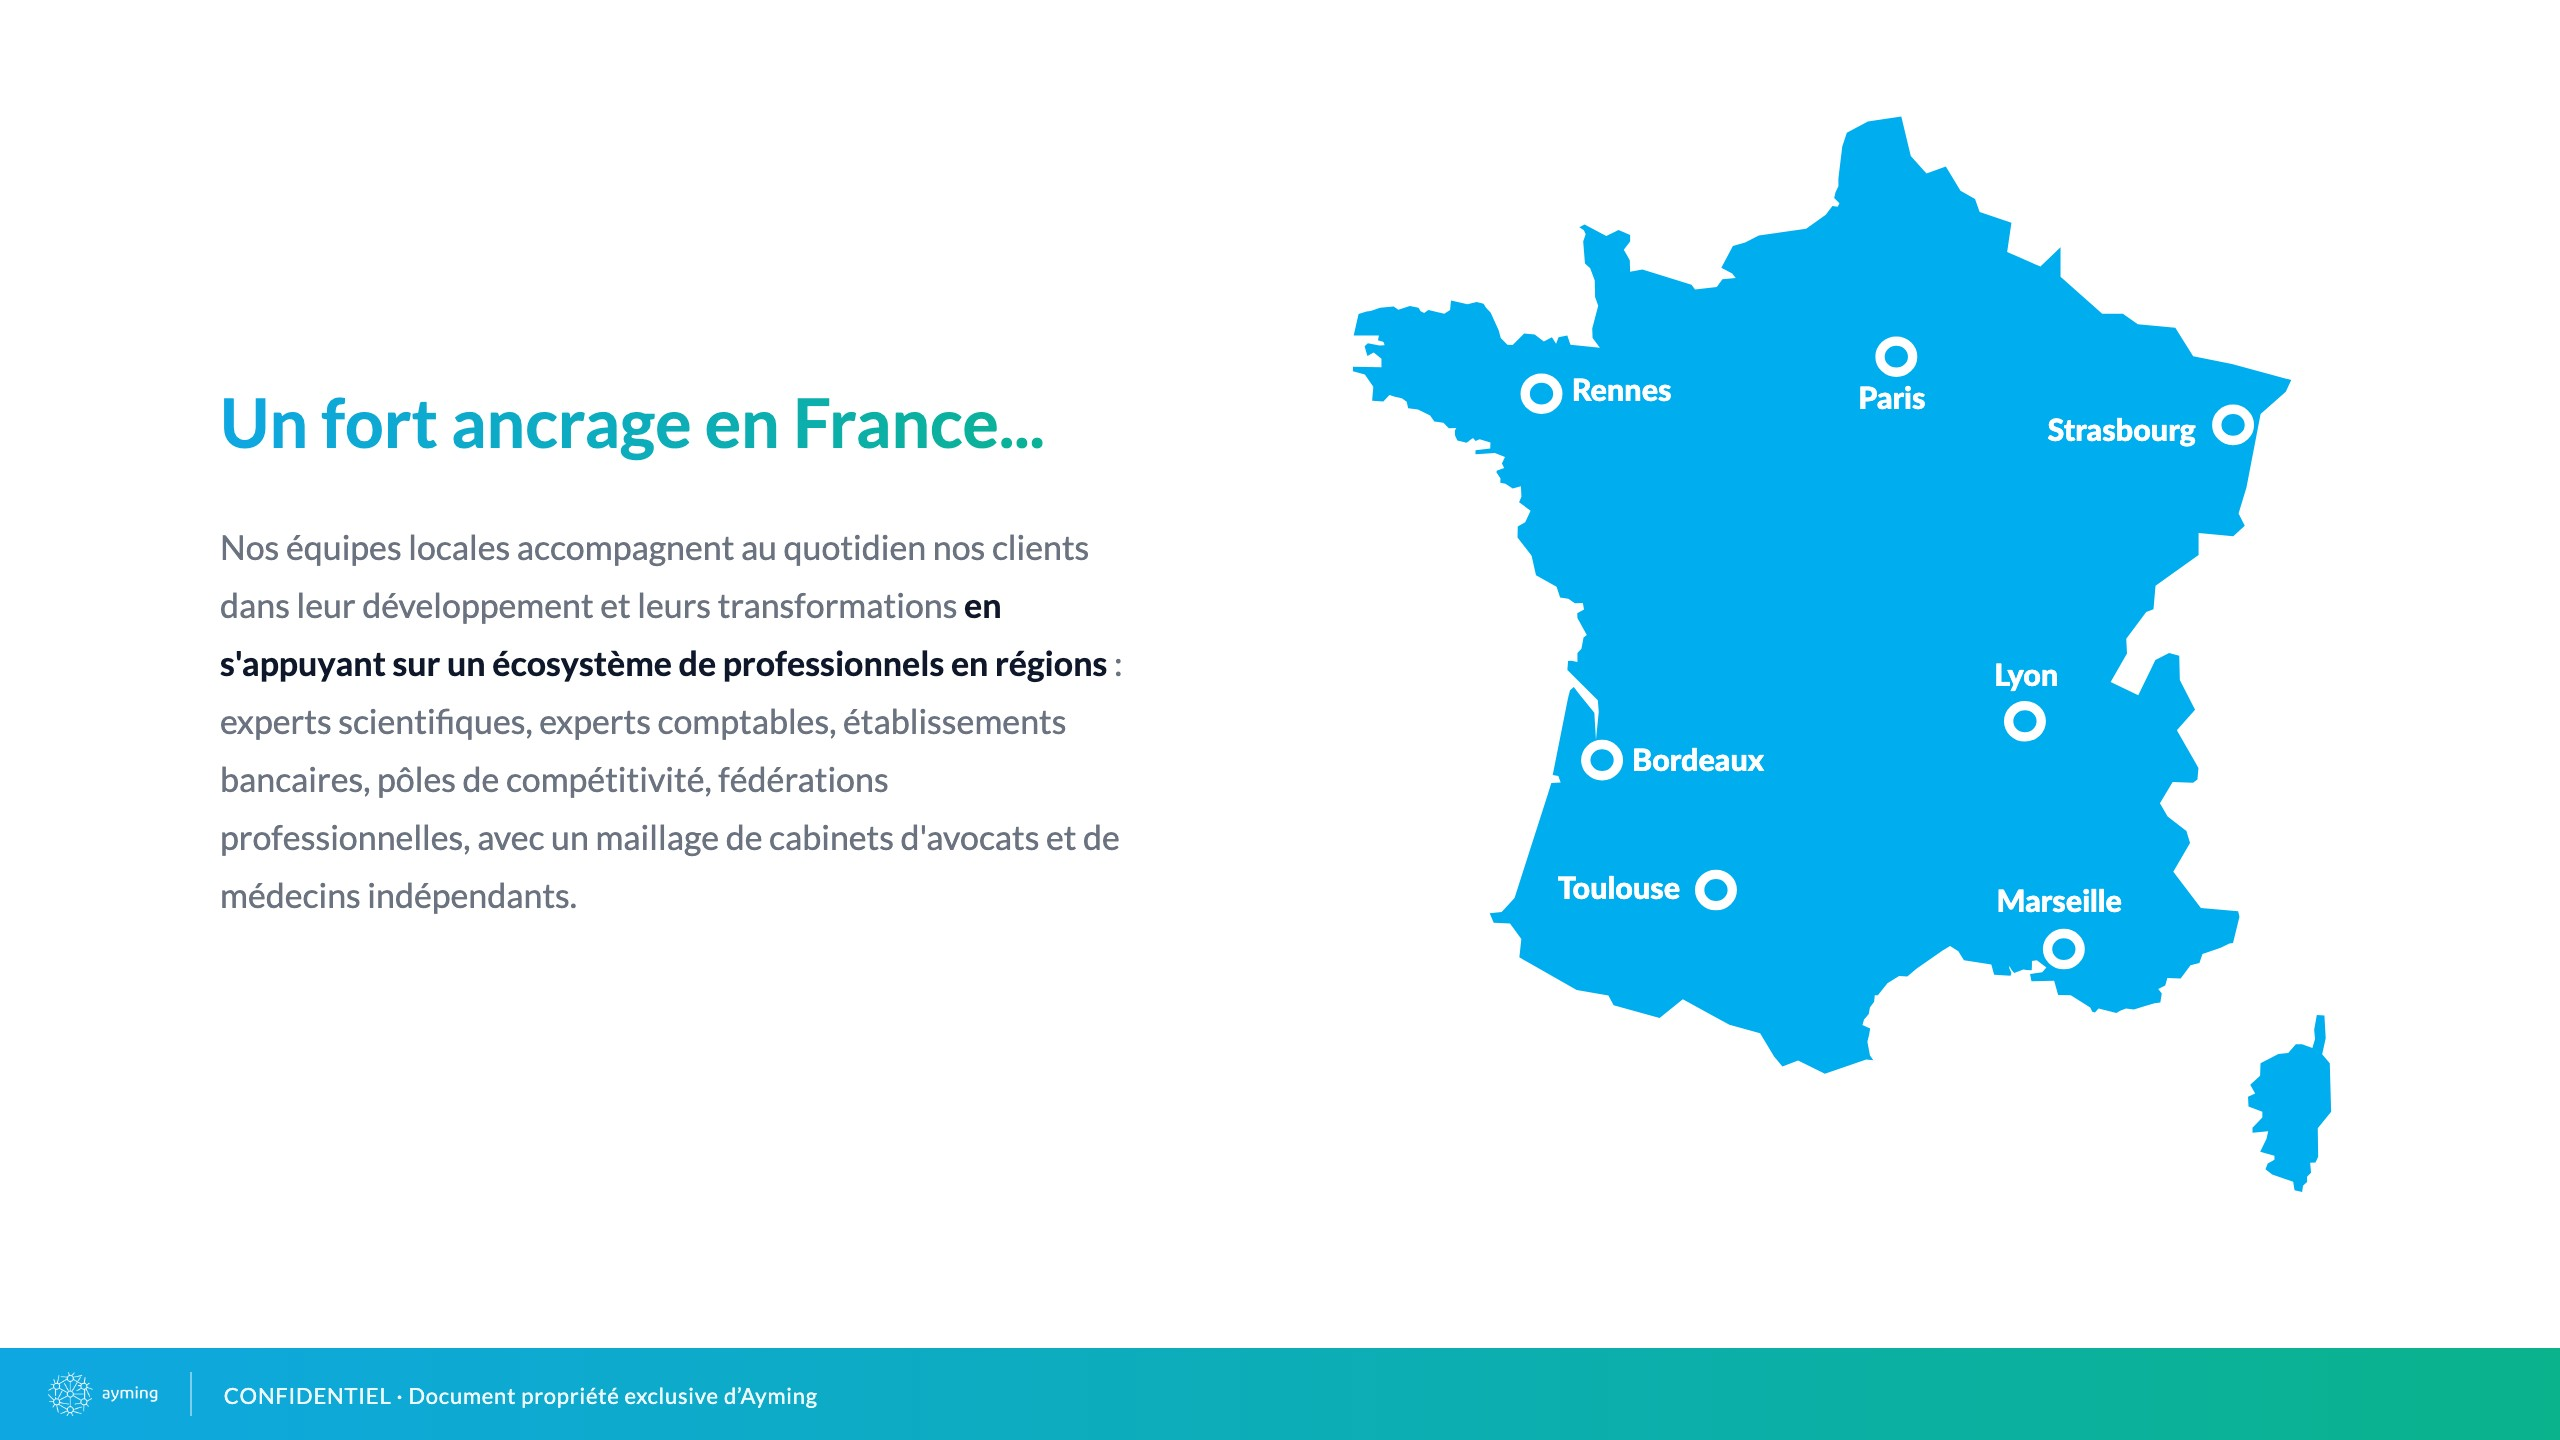 Un fort ancrage en France...
Nos équipes locales accompagnent au quotidien nos clients
dans leur développement et leurs transformations en
s'appuyant sur un écosystème de professionnels en régions :
experts scientifiques, experts comptables, établissements
bancaires, pôles de compétitivité, fédérations
professionnelles, avec un maillage de cabinets d'avocats et de
médecins indépendants.
Rennes
Paris
Strasbourg
Lyon
Bordeaux
Toulouse
Marseille
ayming
CONFIDENTIEL · Document propriété exclusive d’Ayming